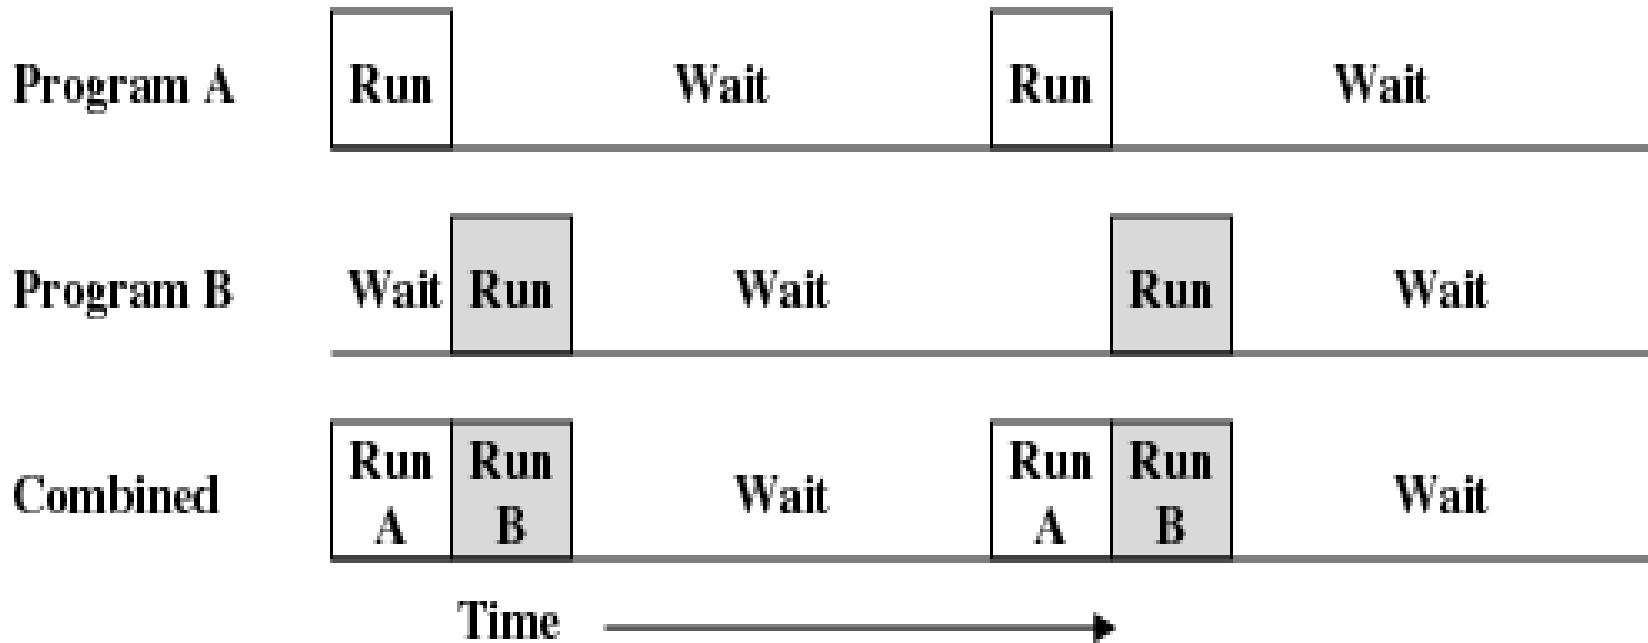 Program A Run Wait Run Wait
Program B Wait Run Wait Run Wait
Combined Run A Run B Wait Run A Run B Wait
Time